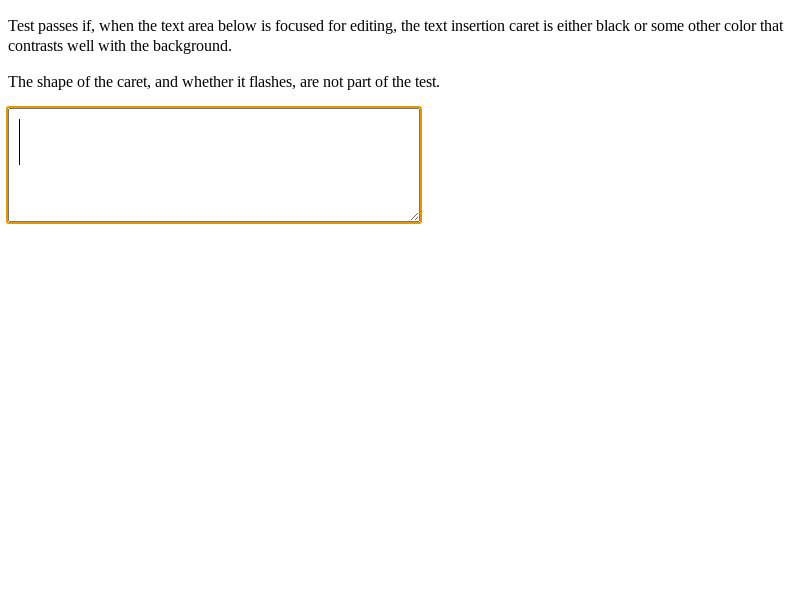 Test passes if, when the text area below is focused for editing, the text insertion caret is either black or some other color that
contrasts well with the background.
The shape of the caret, and whether it flashes, are not part of the test.